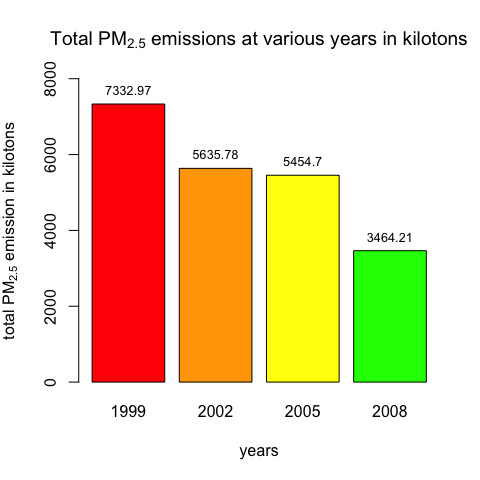 Total PM2.5 emissions at various years in kilotons
total PM2.5 emission in kilotons
8000
6000
4000
2000
0
7332.97
5635.78
5454.7
3464.21
1999 2002 2005 2008
years